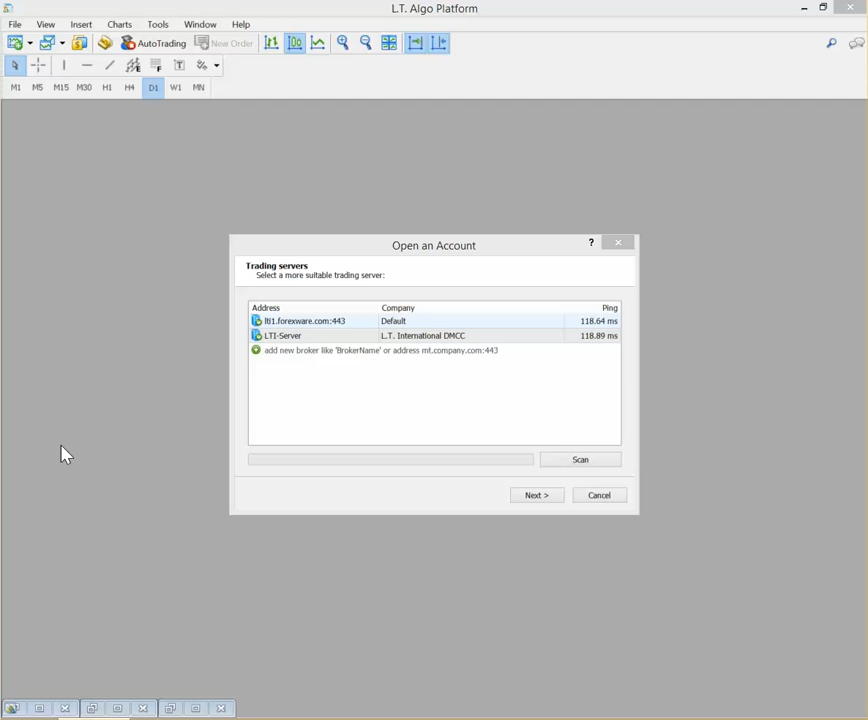 L.T. Algo Platform
File View Insert Charts Tools Window Help
AutoTrading New Order
M1 M5 M15 M30 H1 H4 D1 W1 MN
Open an Account
Trading servers
Select a more suitable trading server:
Address Company Ping
lti1.forexware.com:443 Default 118.64 ms
LTI-Server L.T. International DMCC 118.89 ms
add new broker like 'BrokerName' or address mt.company.com:443
Scan
Next > Cancel